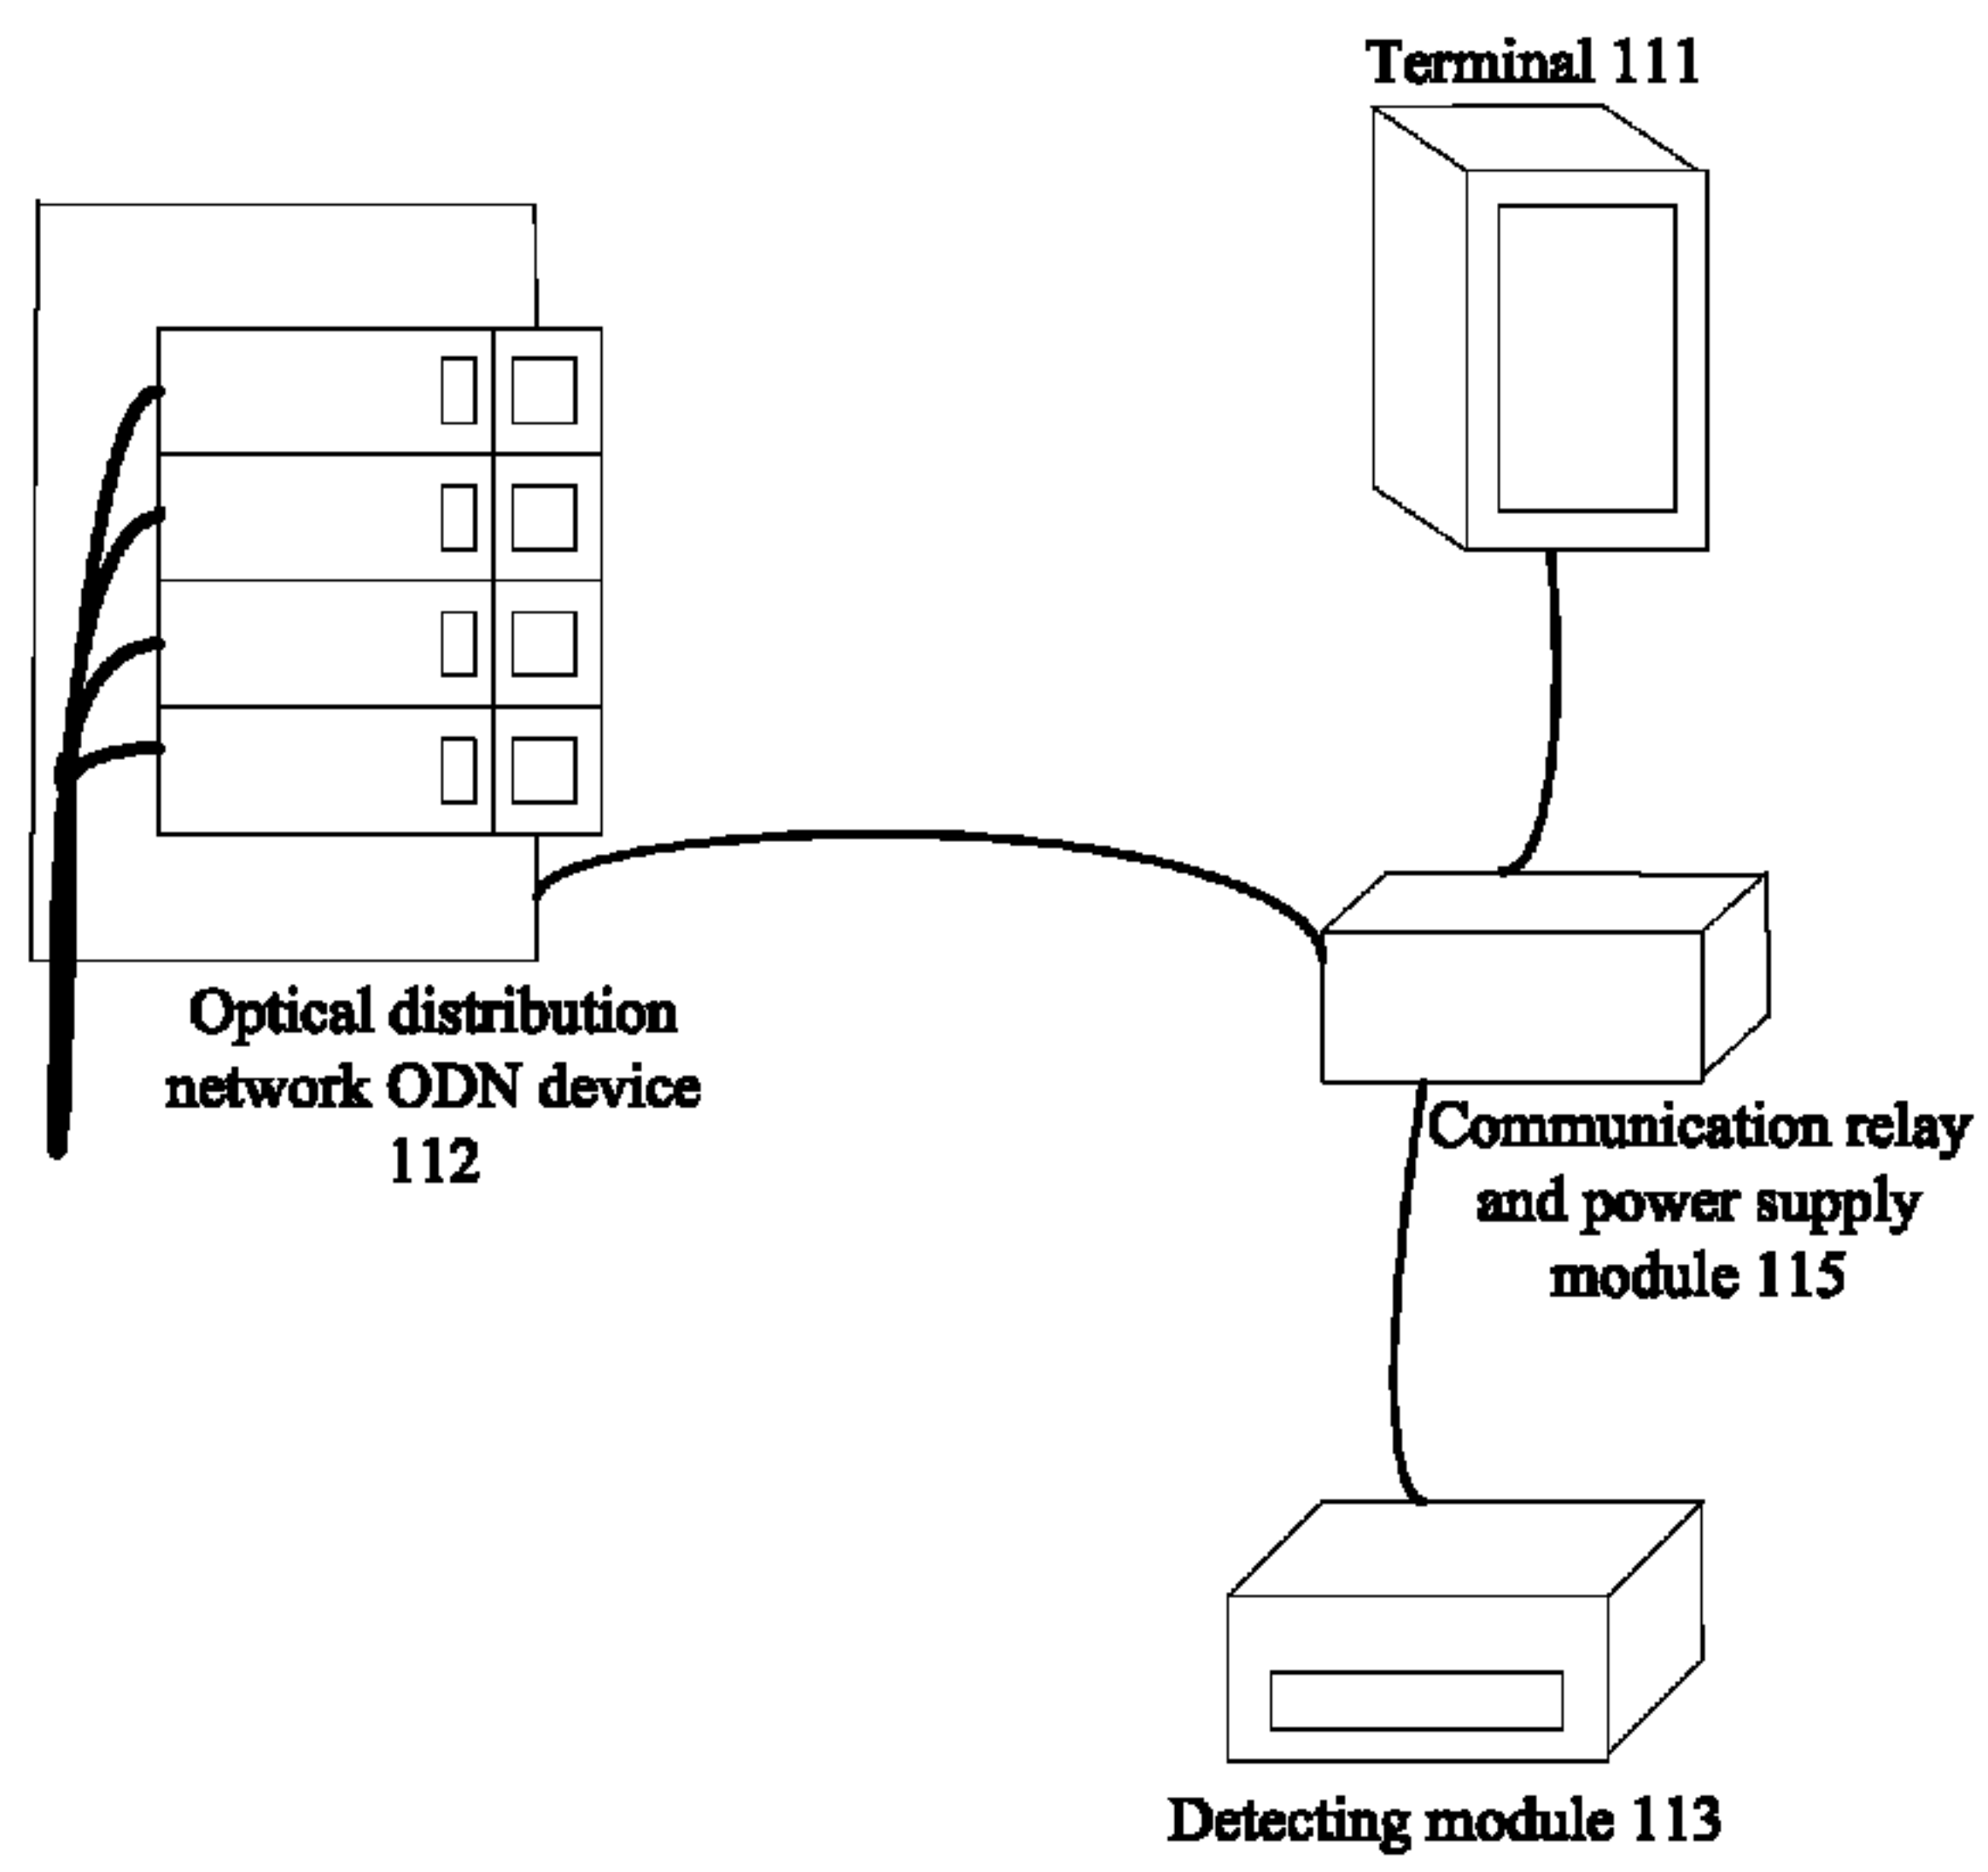 Terminal 111
Optical distribution
network ODN device
112
Communication relay
and power supply
module 115
Detecting module 113